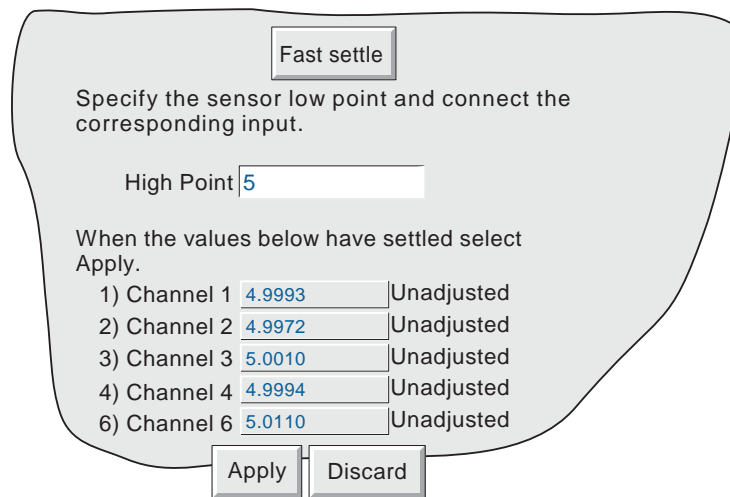 Fast settle
Specify the sensor low point and connect the
corresponding input.
High Point 5
When the values below have settled select
Apply.
1) Channel 1 4.9993 Unadjusted
2) Channel 2 4.9972 Unadjusted
3) Channel 3 5.0010 Unadjusted
4) Channel 4 4.9994 Unadjusted
6) Channel 6 5.0110 Unadjusted
Apply Discard